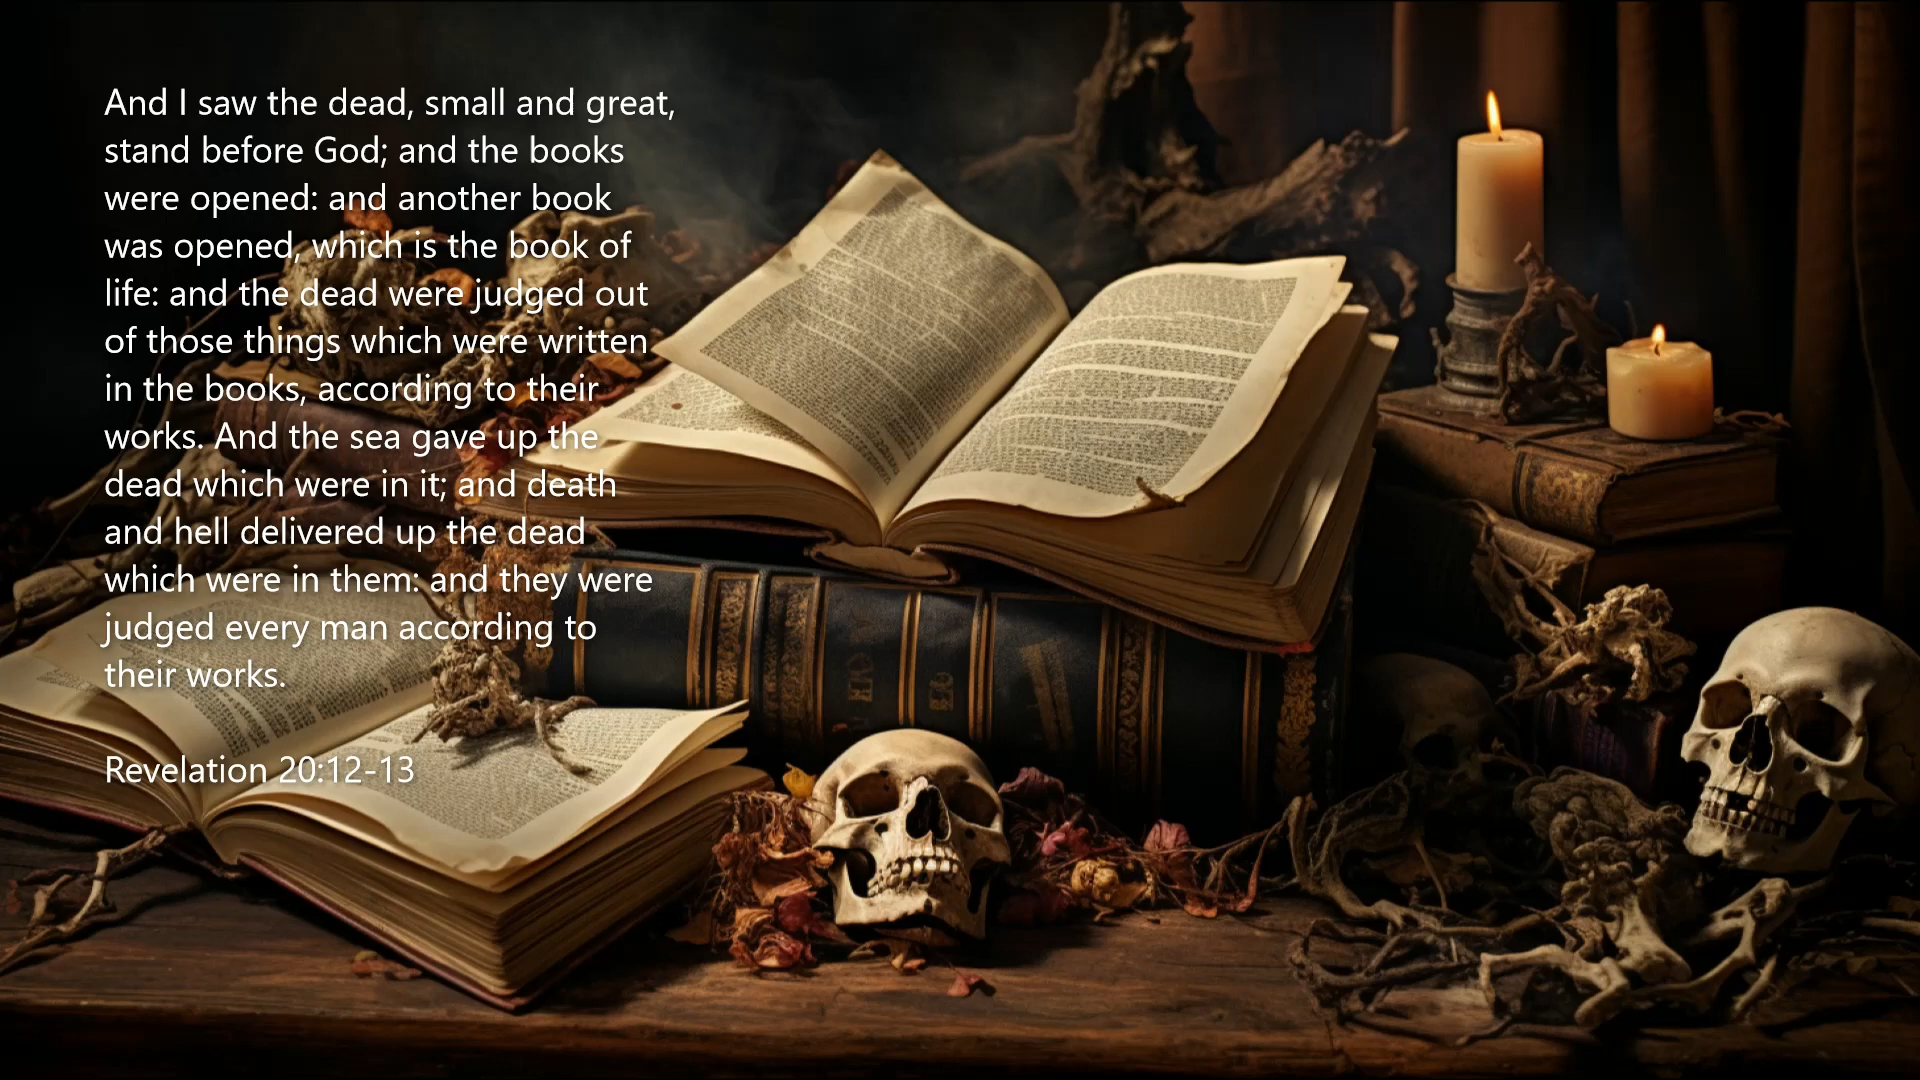 And I saw the dead, small and great,
stand before God; and the books
were opened: and another book
was opened, which is the book of
life: and the dead were judged out
of those things which were written
in the books, according to their
works. And the sea gave up the
dead which were in it; and death
and hell delivered up the dead
which were in them: and they were
judged every man according to
their works.
Revelation 20:12-13